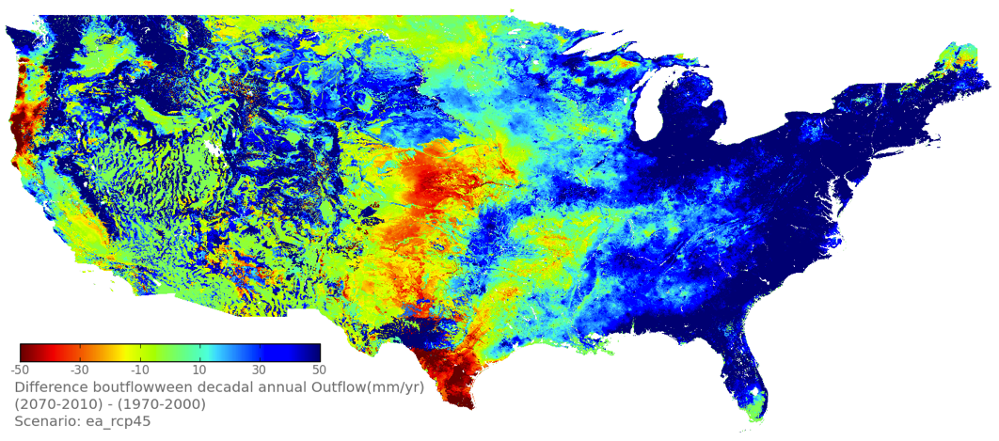 -50 -30 -10 10 30 50
Difference boutflowween decadal annual Outflow(mm/yr)
(2070-2010) - (1970-2000)
Scenario: ea_rcp45